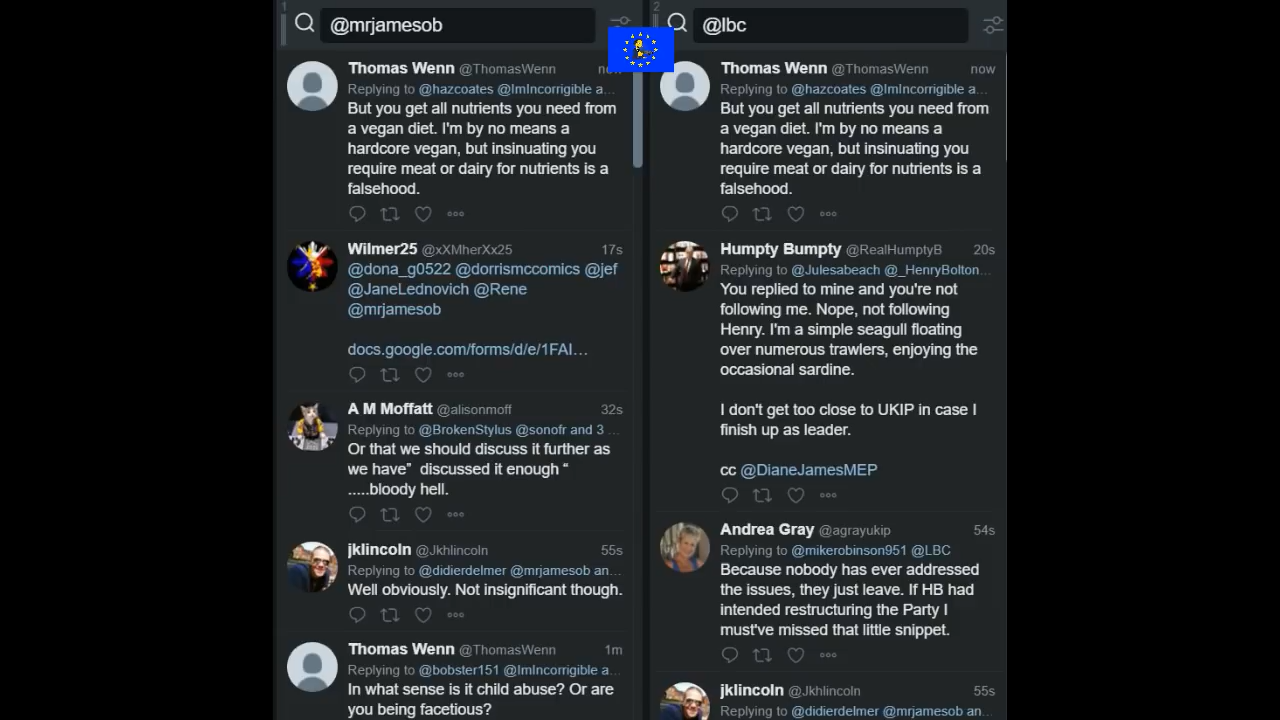 1
@mrjamesob
Thomas Wenn @ThomasWenn
Replying to @hazcoates @ImIncorrigible a…
But you get all nutrients you need from
a vegan diet. I'm by no means a
hardcore vegan, but insinuating you
require meat or dairy for nutrients is a
falsehood.
Wilmer25 @xXMherXx25 17s
@dona_g0522 @dorrismccomics @jef
@JaneLednovich @Rene
@mrjamesob
docs.google.com/forms/d/e/1FAI…
A M Moffatt @alisonmoff 32s
Replying to @BrokenStylus @sonofr and 3 …
Or that we should discuss it further as
we have” discussed it enough “
.....bloody hell.
jklincoln @Jkhlincoln 55s
Replying to @didierdelmer @mrjamesob an…
Well obviously. Not insignificant though.
Thomas Wenn @ThomasWenn 1m
Replying to @bobster151 @ImIncorrigible a…
In what sense is it child abuse? Or are
you being facetious?
2
@lbc
Thomas Wenn @ThomasWenn now
Replying to @hazcoates @ImIncorrigible a…
But you get all nutrients you need from
a vegan diet. I'm by no means a
hardcore vegan, but insinuating you
require meat or dairy for nutrients is a
falsehood.
Humpty Bumpty @RealHumptyB 20s
Replying to @Julesabeach @_HenryBolton…
You replied to mine and you're not
following me. Nope, not following
Henry. I'm a simple seagull floating
over numerous trawlers, enjoying the
occasional sardine.
I don't get too close to UKIP in case I
finish up as leader.
cc @DianeJamesMEP
Andrea Gray @agrayukip 54s
Replying to @mikerobinson951 @LBC
Because nobody has ever addressed
the issues, they just leave. If HB had
intended restructuring the Party I
must've missed that little snippet.
jklincoln @Jkhlincoln 55s
Replying to @didierdelmer @mrjamesob an…